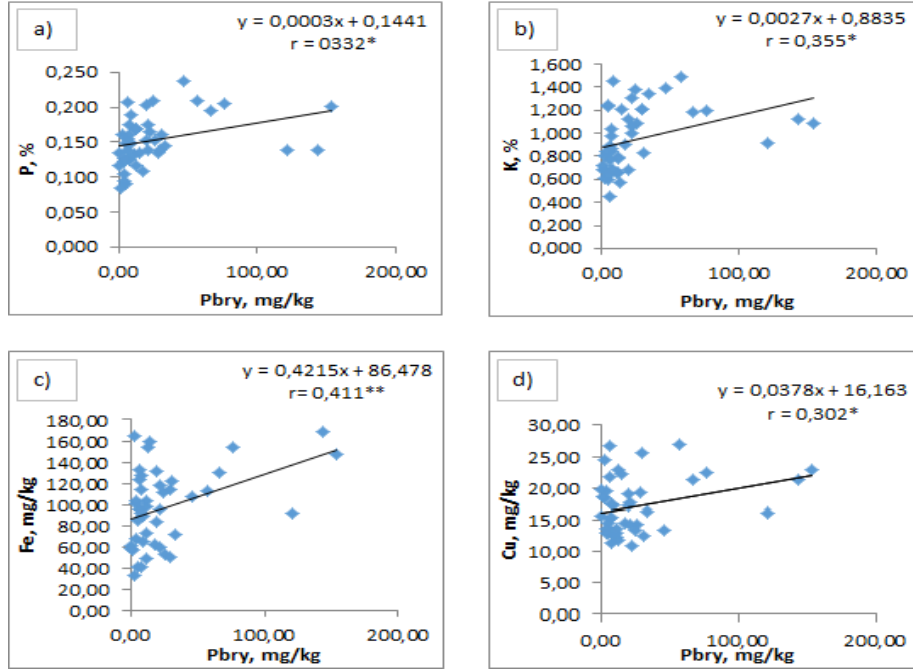 a)
y = 0,0003x + 0,1441
r = 0332*
0,250
0,200
0,150
0,100
0,050
0,000
P, %
0,00 100,00 200,00
Pbry, mg/kg
b)
y = 0,0027x + 0,8835
r = 0,355*
1,600
1,400
1,200
1,000
0,800
0,600
0,400
0,200
0,000
K, %
0,00 100,00 200,00
Pbry, mg/kg
c)
y = 0,4215x + 86,478
r= 0,411**
180,00
160,00
140,00
120,00
100,00
80,00
60,00
40,00
20,00
0,00
Fe, mg/kg
0,00 100,00 200,00
Pbry, mg/kg
d)
y = 0,0378x + 16,163
r = 0,302*
30,00
25,00
20,00
15,00
10,00
5,00
0,00
Cu, mg/kg
0,00 100,00 200,00
Pbry, mg/kg